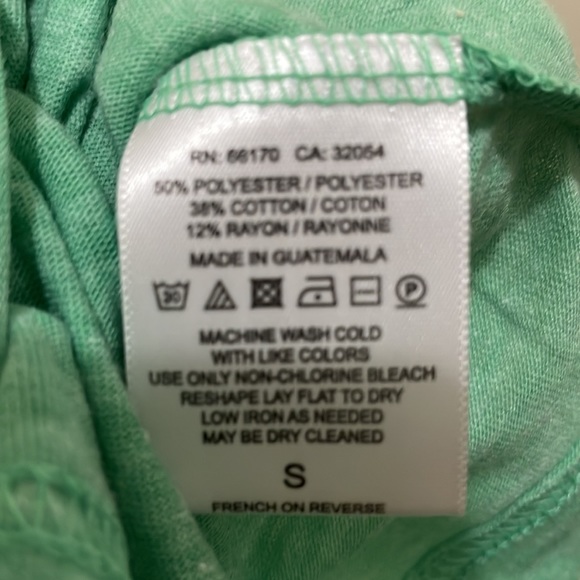 RN: 66170 CA: 32054
50% POLYESTER / POLYESTER
38% COTTON / COTON
12% RAYON / RAYONNE
MADE IN GUATEMALA
30 P
MACHINE WASH COLD
WITH LIKE COLORS
USE ONLY NON-CHLORINE BLEACH
RESHAPE LAY FLAT TO DRY
LOW IRON AS NEEDED
MAY BE DRY CLEANED
S
FRENCH ON REVERSE